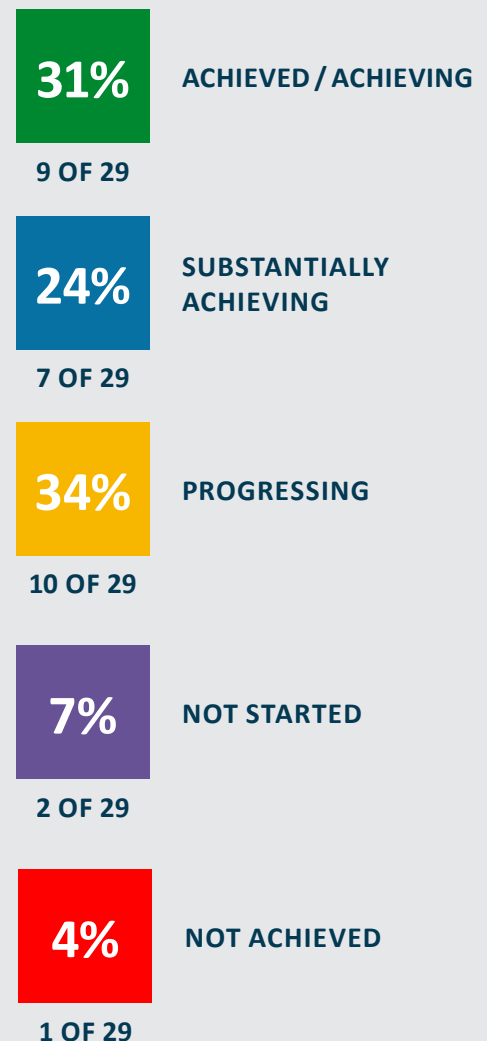 31%
ACHIEVED / ACHIEVING
9 OF 29
24%
SUBSTANTIALLY
ACHIEVING
7 OF 29
34%
PROGRESSING
10 OF 29
7%
NOT STARTED
2 OF 29
4%
NOT ACHIEVED
1 OF 29